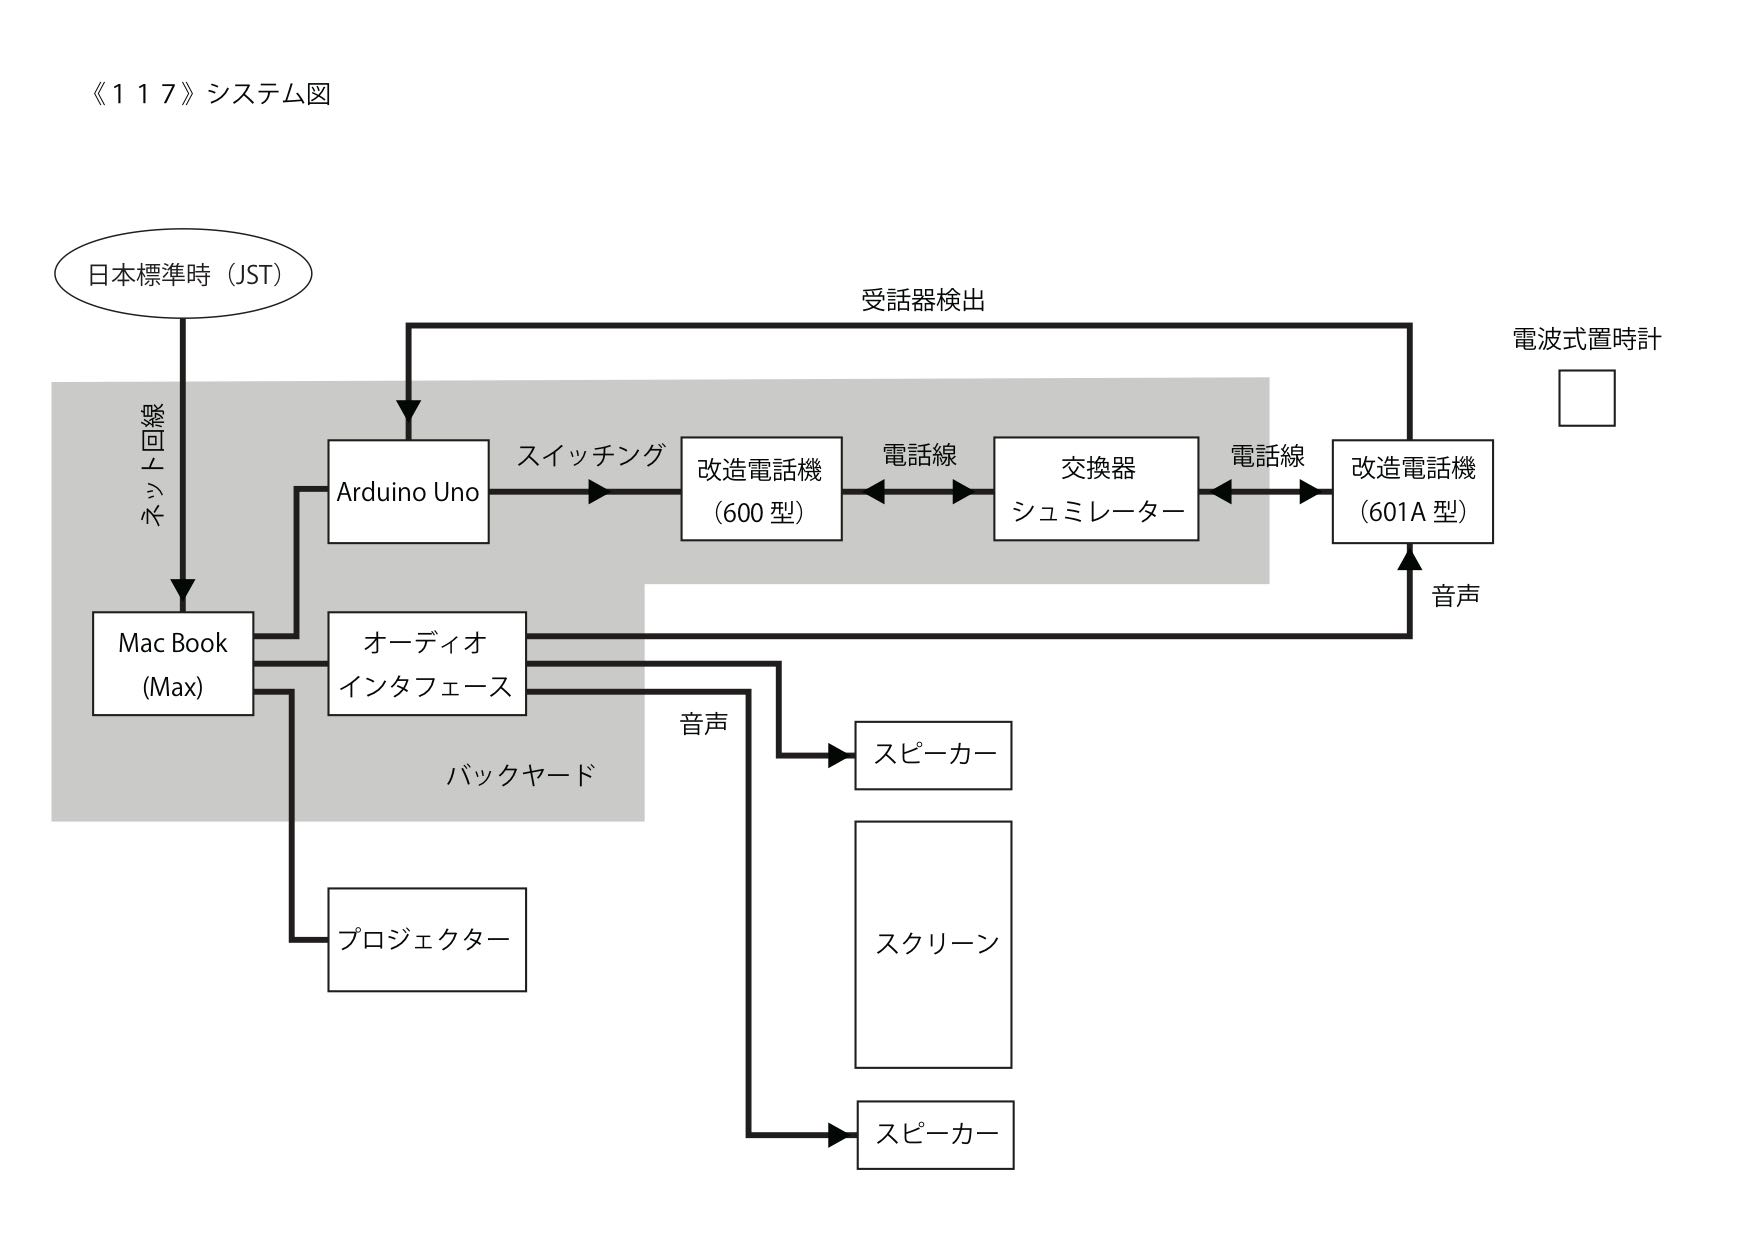 《１１７》システム図
日本標準時（JST）
受話器検出
電波式置時計
ネット回線
Arduino Uno
スイッチング
改造電話機
（600 型）
電話線
交換器
シュミレーター
電話線
改造電話機
（601A 型）
音声
Mac Book
(Max)
オーディオ
インタフェース
音声
バックヤード
スピーカー
プロジェクター
スクリーン
スピーカー